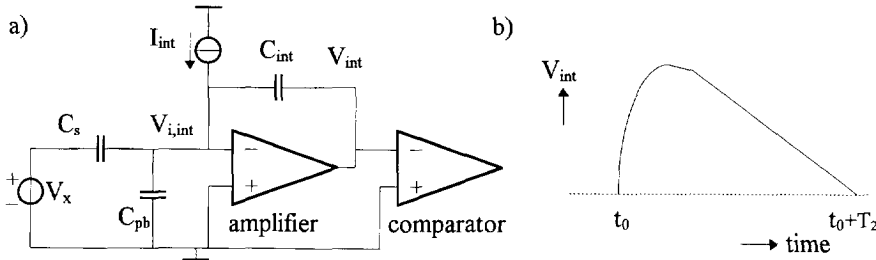 a)
I_int
C_int
V_int
C_s
V_i,int
+
−
V_x
C_pb
−
+
amplifier
−
+
comparator
b)
V_int
t_0
t_0+T_2
time